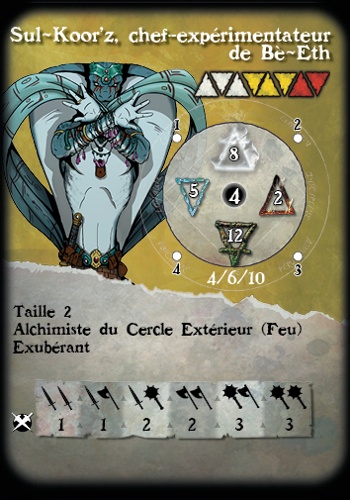 Sul~Koor'z, chef-expérimentateur
de Bè~Eth
1 2
8
5 4 2
12
4 3
4/6/10
Taille 2
Alchimiste du Cercle Extérieur (Feu)
Exubérant
1 1 2 2 3 3